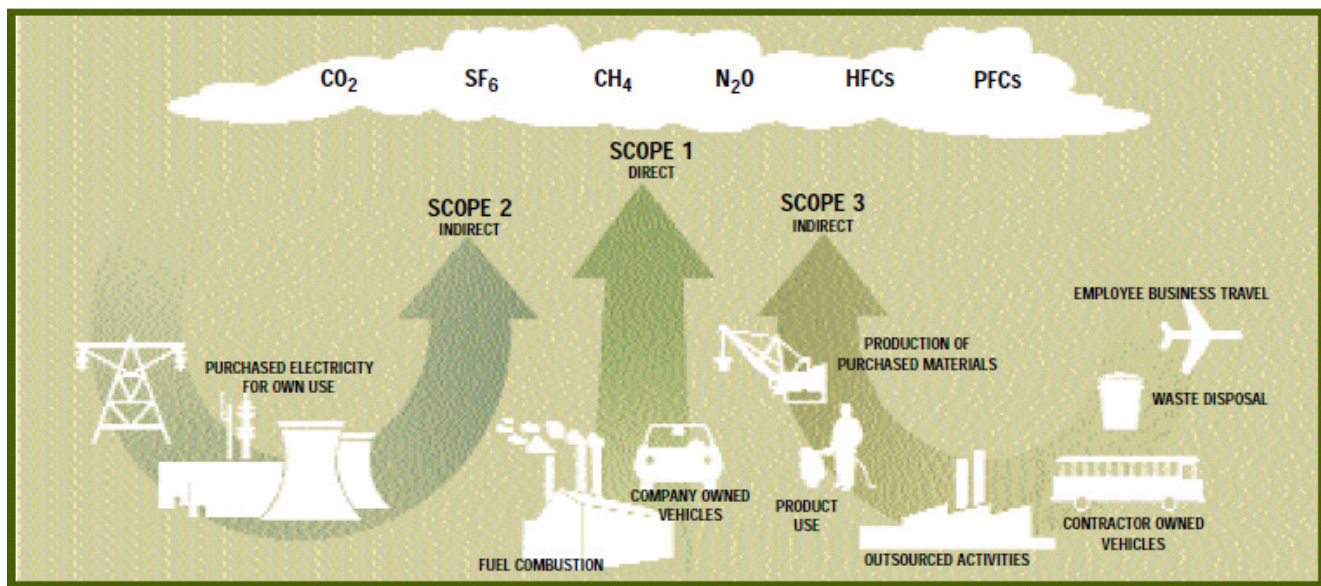 CO₂ SF₆ CH₄ N₂O HFCs PFCs
SCOPE 1
DIRECT
SCOPE 2
INDIRECT
SCOPE 3
INDIRECT
PURCHASED ELECTRICITY
FOR OWN USE
FUEL COMBUSTION
COMPANY OWNED
VEHICLES
PRODUCTION OF
PURCHASED MATERIALS
PRODUCT
USE
OUTSOURCED ACTIVITIES
EMPLOYEE BUSINESS TRAVEL
WASTE DISPOSAL
CONTRACTOR OWNED
VEHICLES